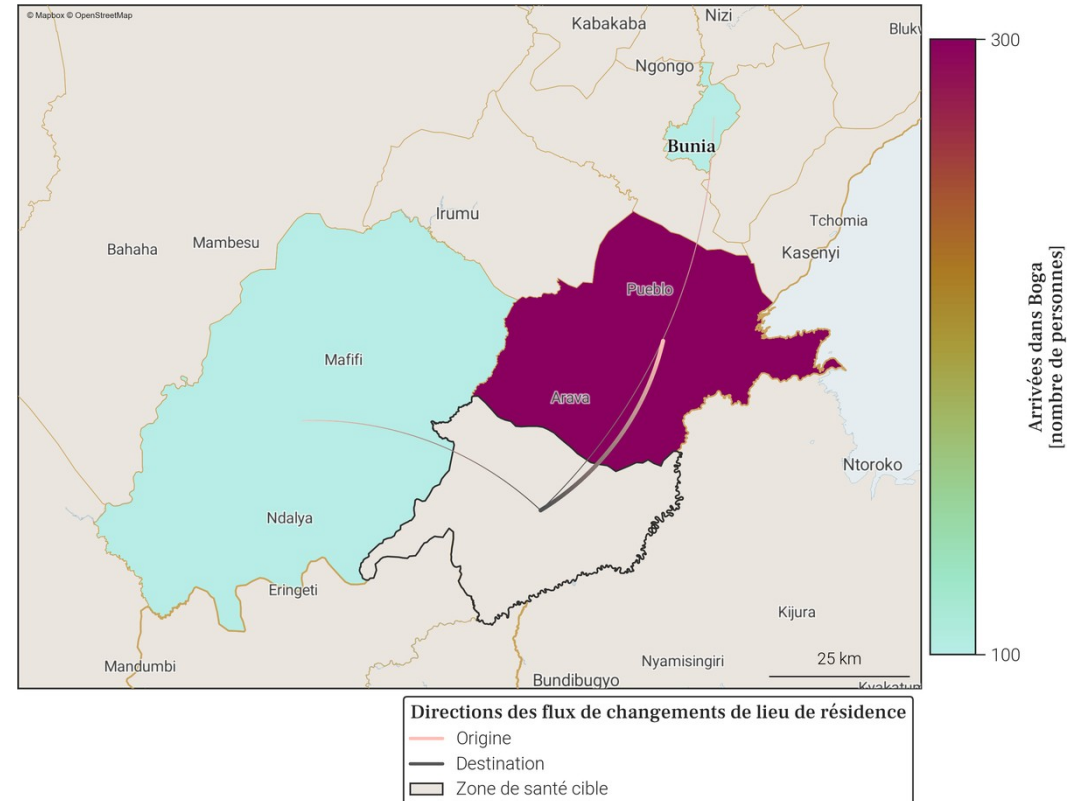 © Mapbox © OpenStreetMap
Kabakaba
Nizi
Ngongo
Bunia
Irumu
Bahaha
Mambesu
Tchomia
Kasenyi
Pueblo
Mafifi
Arava
Ntoroko
Ndalya
Eringeti
Kijura
Mandumbi
Nyamisingiri
25 km
Bundibugyo
300
100
Arrivées dans Boga
[nombre de personnes]
Directions des flux de changements de lieu de résidence
Origine
Destination
Zone de santé cible